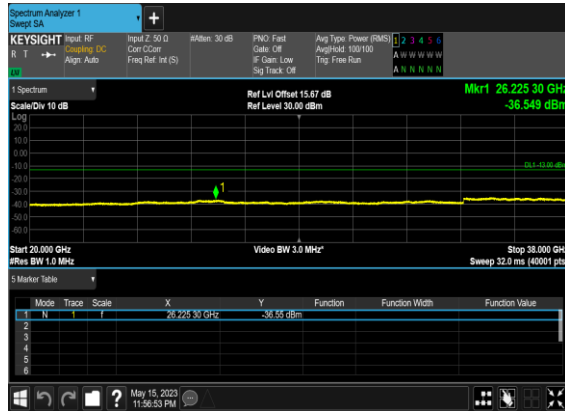 Spectrum Analyzer 1
Swept SA
+
KEYSIGHT Input: RF Input Z: 50 Ω #Atten: 30 dB PNO: Fast Avg Type: Power (RMS) 1 2 3 4 5 6
R T Coupling: DC Corr CCorr Gate: Off Avg|Hold: 100/100 A W W W W W
Align: Auto Freq Ref: Int (S) IF Gain: Low Trig: Free Run A N N N N N
Sig Track: Off
1 Spectrum Ref Lvl Offset 15.67 dB Mkr1 26.225 30 GHz
Scale/Div 10 dB Ref Level 30.00 dBm -36.549 dBm
Log
20.0
10.0
0.00
-10.0 DL1 -13.00 dBm
-20.0
-30.0 1
-40.0
-50.0
-60.0
Start 20.000 GHz Video BW 3.0 MHz* Stop 38.000 GHz
#Res BW 1.0 MHz Sweep 32.0 ms (40001 pts)
5 Marker Table
Mode Trace Scale X Y Function Function Width Function Value
1 N 1 f 26.225 30 GHz -36.55 dBm
2
3
4
5
6
? May 15, 2023
11:56:53 PM